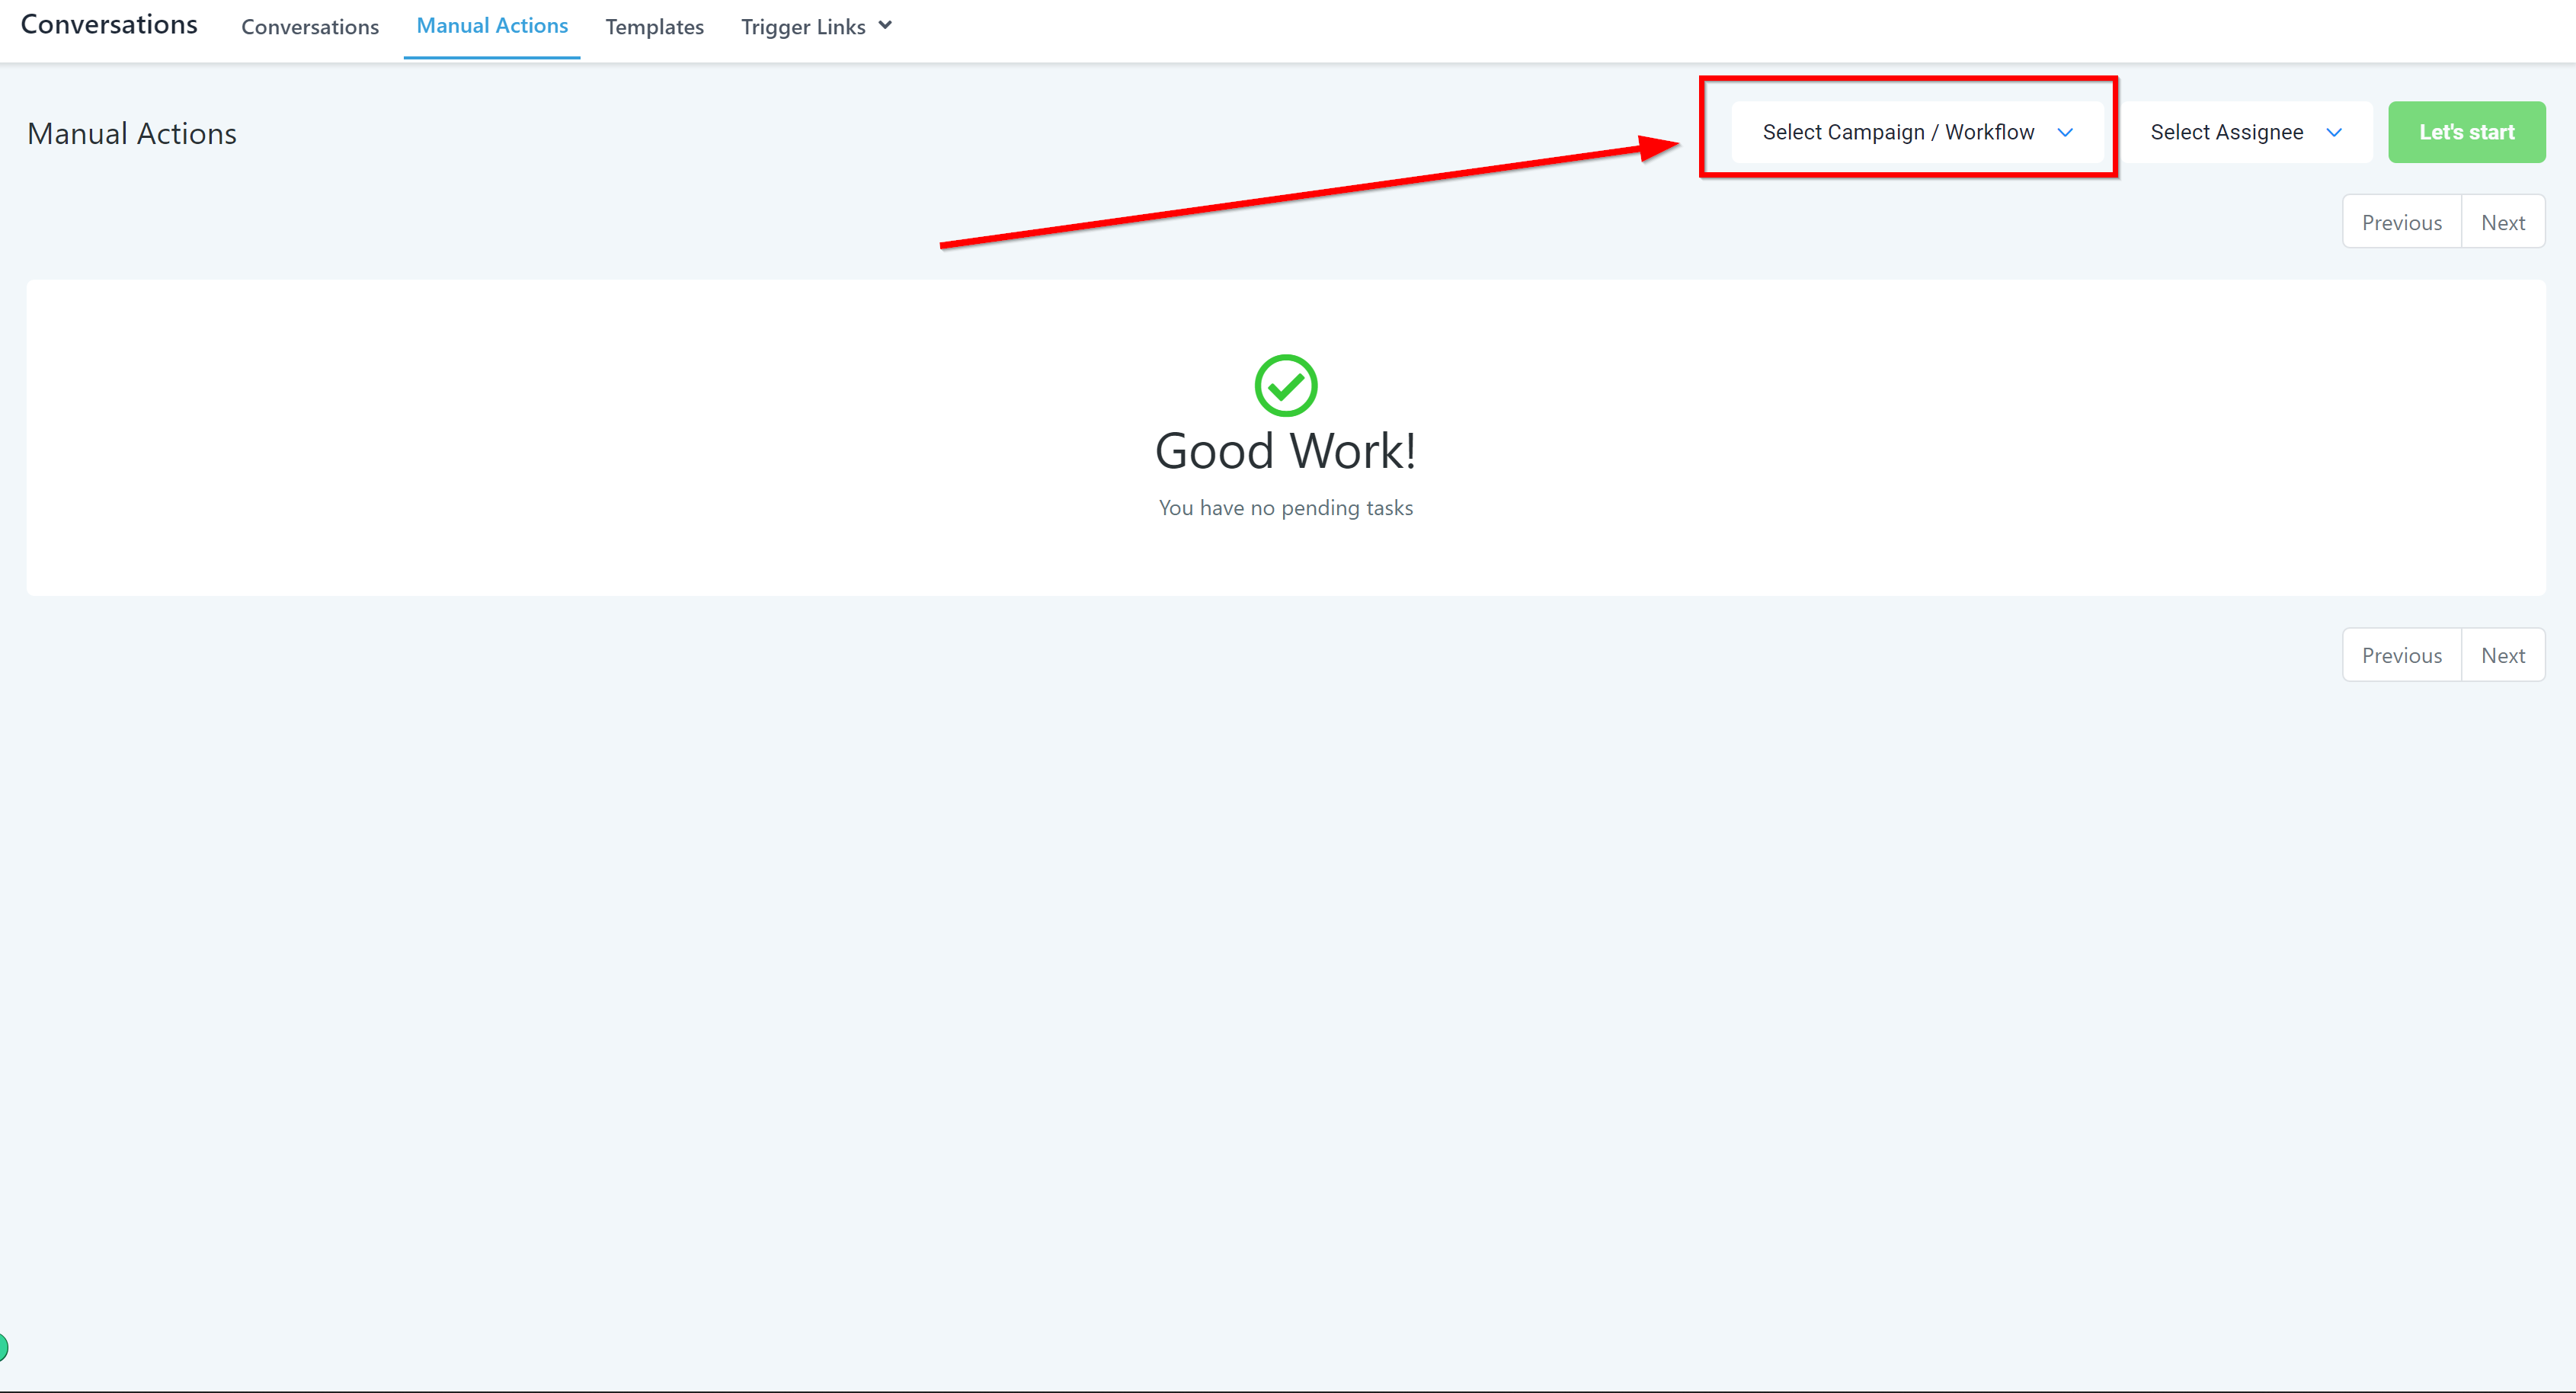 Conversations Conversations Manual Actions Templates Trigger Links
Manual Actions Select Campaign / Workflow Select Assignee Let's start
Previous Next
Good Work!
You have no pending tasks
Previous Next